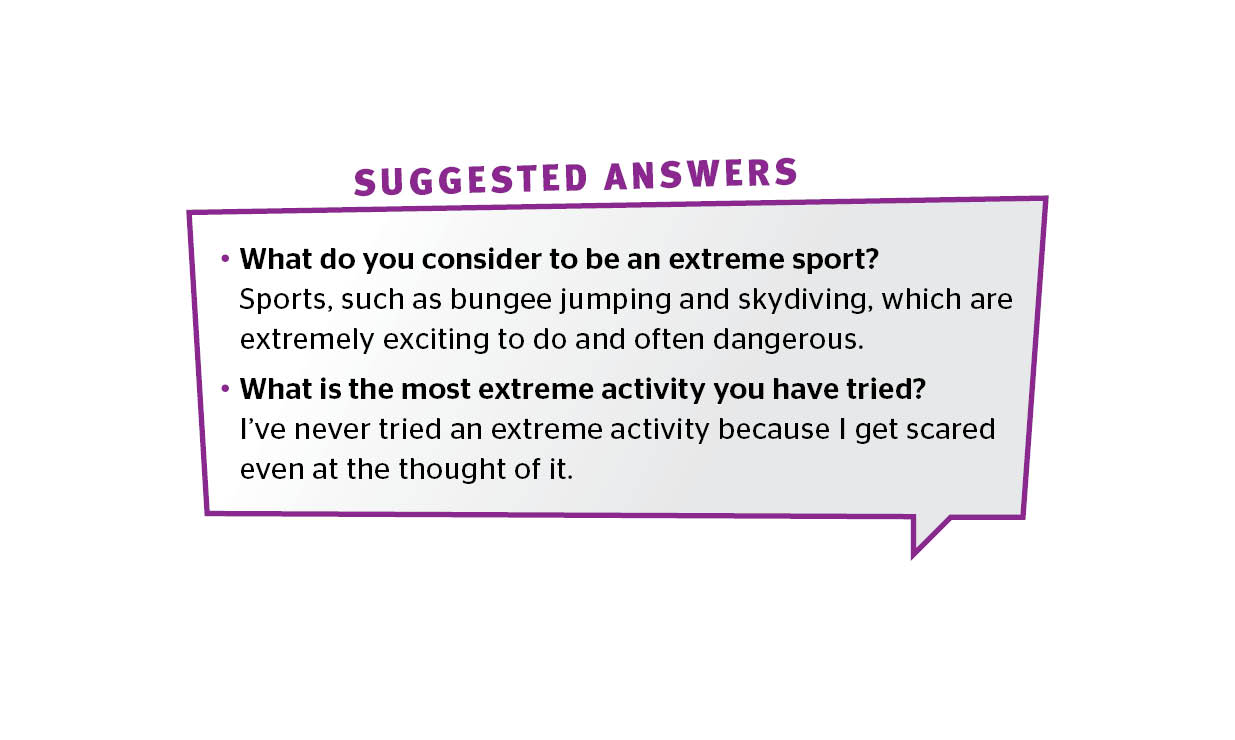 SUGGESTED ANSWERS
• What do you consider to be an extreme sport?
Sports, such as bungee jumping and skydiving, which are
extremely exciting to do and often dangerous.
• What is the most extreme activity you have tried?
I’ve never tried an extreme activity because I get scared
even at the thought of it.